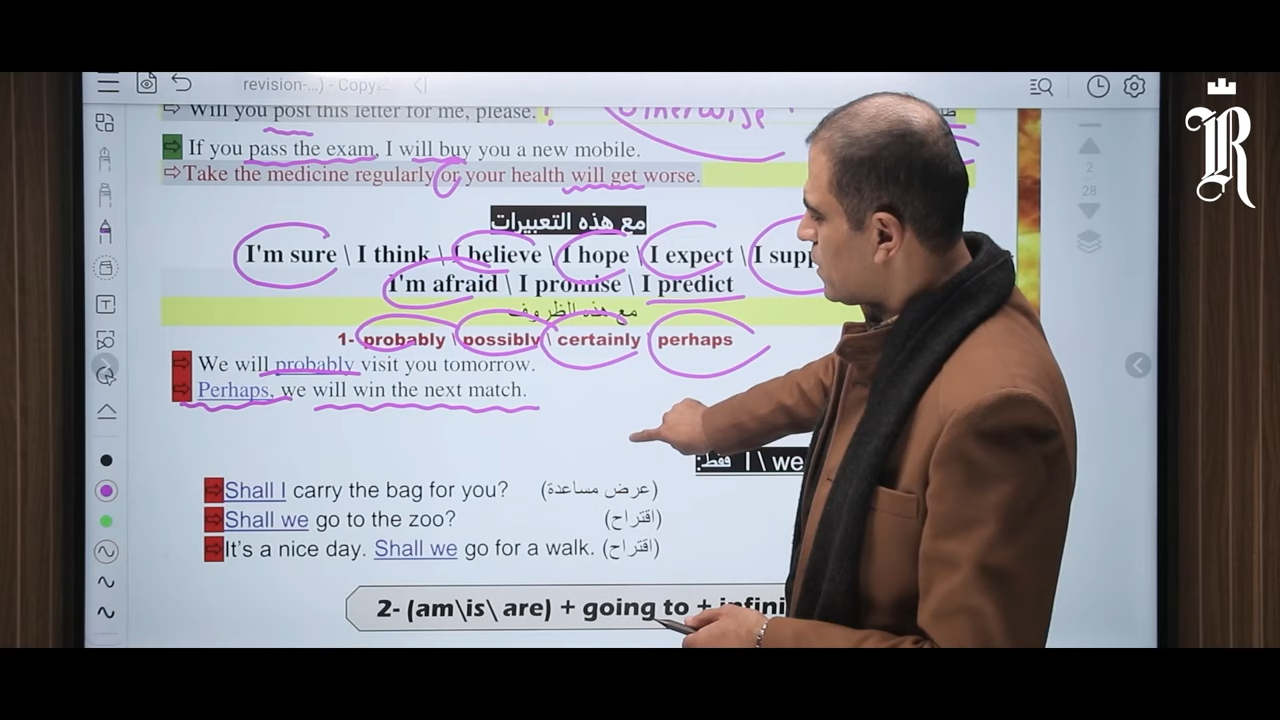 revision-...) - Copy
⇨ Will you post this letter for me, please. ?
otherwise
⇨ If you pass the exam, I will buy you a new mobile.
⇨ Take the medicine regularly or your health will get worse.
2
28
مع هذه التعبيرات
I'm sure \ I think \ I believe \ I hope \ I expect \ I supp
I'm afraid \ I promise \ I predict
مع هذه الظروف
1- probably \ possibly \ certainly \ perhaps
⇨ We will probably visit you tomorrow.
⇨ Perhaps, we will win the next match.
I \ we فقط:
⇨ Shall I carry the bag for you? (عرض مساعدة)
⇨ Shall we go to the zoo? (اقتراح)
⇨ It's a nice day. Shall we go for a walk. (اقتراح)
2- (am\is\ are) + going to + infini
R